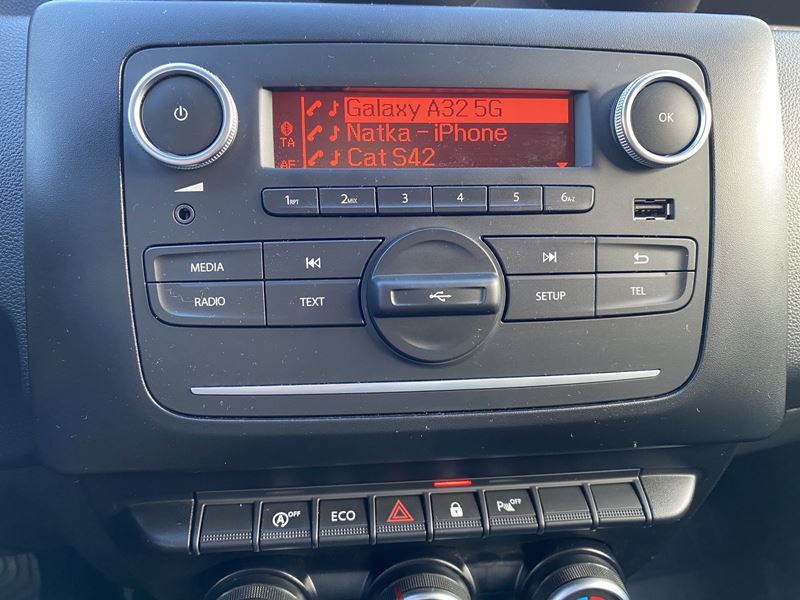 Galaxy A32 5G
TA
Natka - iPhone
AF
Cat S42
OK
1RPT 2MIX 3 4 5 6A-Z
MEDIA
RADIO TEXT SETUP TEL
OFF ECO OFF